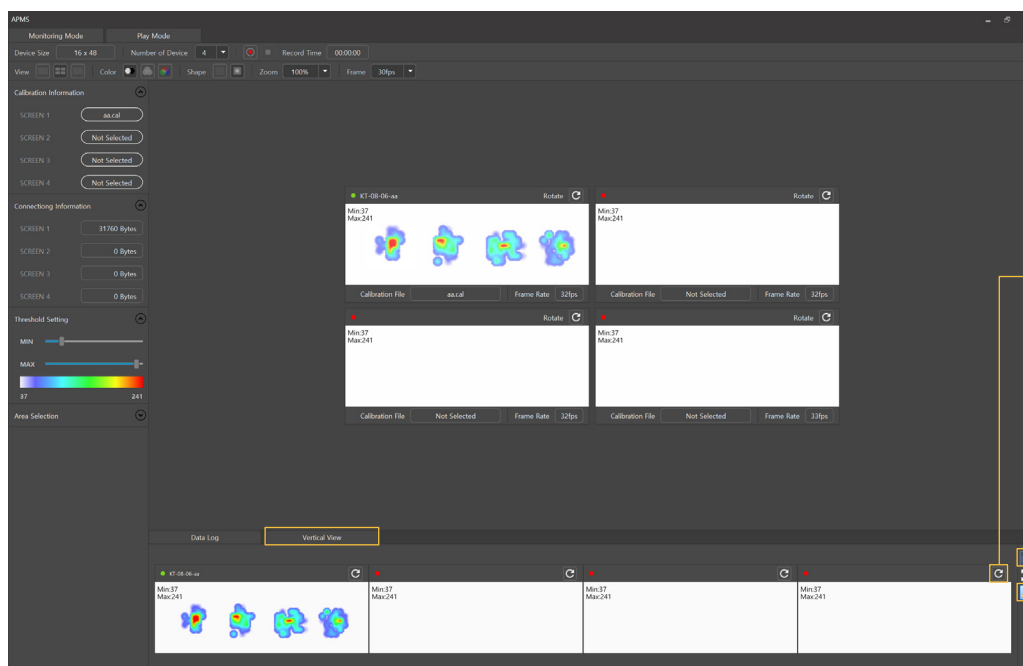 APMS
Monitoring Mode Play Mode
Device Size 16 x 48 Number of Device 4 Record Time 00:00:00
View Color Shape Zoom 100% Frame 30fps
Calibration Information
SCREEN 1 aa.cal
SCREEN 2 Not Selected
SCREEN 3 Not Selected
SCREEN 4 Not Selected
Connectiong Information
SCREEN 1 31760 Bytes
SCREEN 2 0 Bytes
SCREEN 3 0 Bytes
SCREEN 4 0 Bytes
Threshold Setting
MIN
MAX
37 241
Area Selection
KT-08-06-aa Rotate
Min:37
Max:241
Calibration File aa.cal Frame Rate 32fps
Rotate
Min:37
Max:241
Calibration File Not Selected Frame Rate 32fps
Rotate
Min:37
Max:241
Calibration File Not Selected Frame Rate 32fps
Rotate
Min:37
Max:241
Calibration File Not Selected Frame Rate 33fps
Data Log Vertical View
KT-08-06-aa
Min:37
Max:241
Min:37
Max:241
Min:37
Max:241
Min:37
Max:241